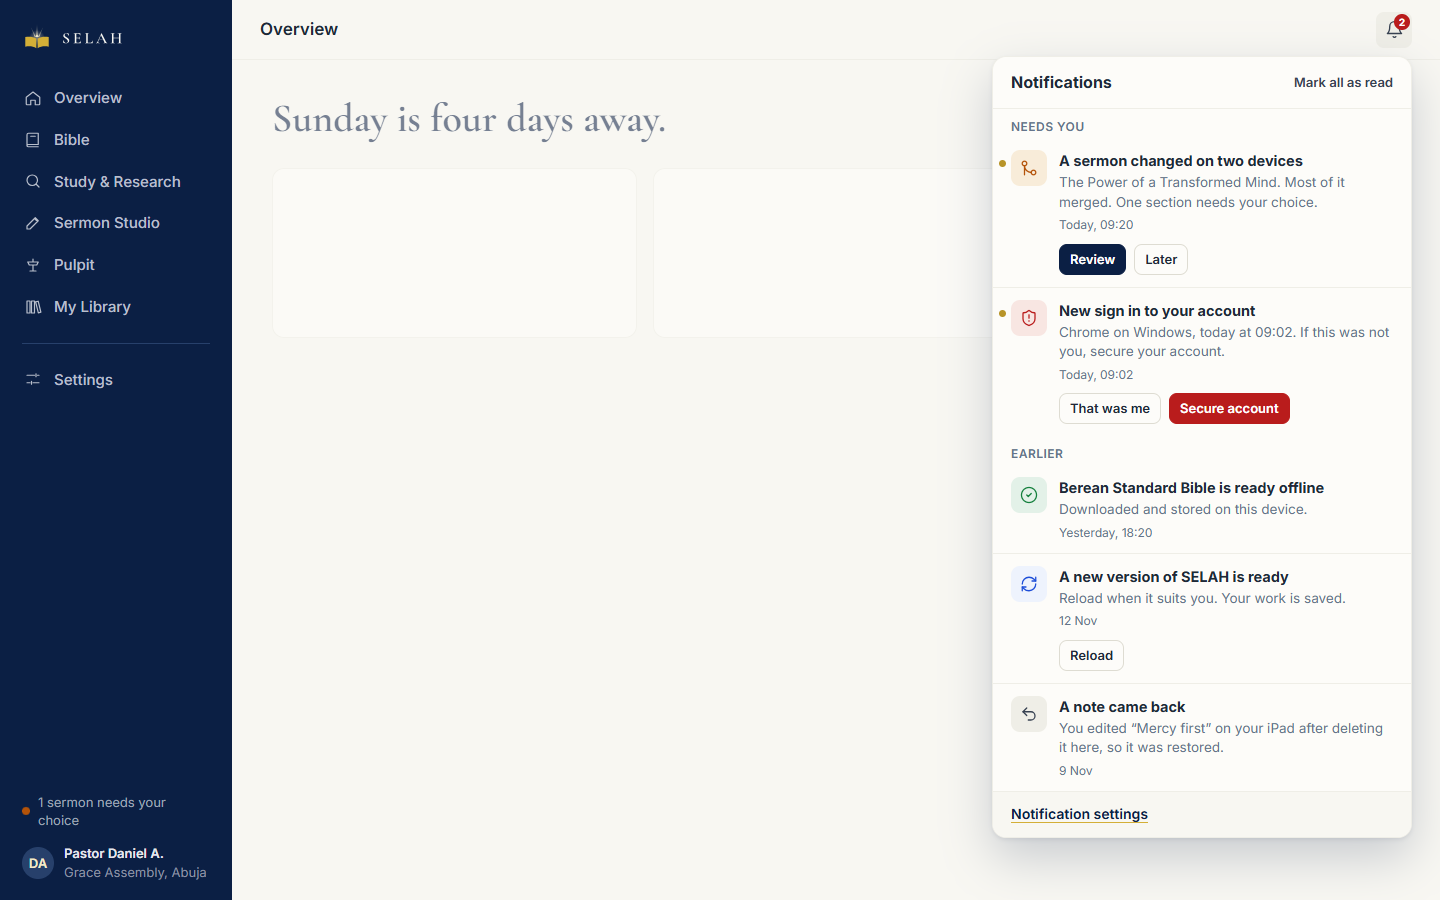 SELAH
Overview
Bible
Study & Research
Sermon Studio
Pulpit
My Library
Settings
1 sermon needs your
choice
DA
Pastor Daniel A.
Grace Assembly, Abuja
Overview
2
Sunday is four days away.
Notifications
Mark all as read
NEEDS YOU
A sermon changed on two devices
The Power of a Transformed Mind. Most of it
merged. One section needs your choice.
Today, 09:20
Review
Later
New sign in to your account
Chrome on Windows, today at 09:02. If this was not
you, secure your account.
Today, 09:02
That was me
Secure account
EARLIER
Berean Standard Bible is ready offline
Downloaded and stored on this device.
Yesterday, 18:20
A new version of SELAH is ready
Reload when it suits you. Your work is saved.
12 Nov
Reload
A note came back
You edited “Mercy first” on your iPad after deleting
it here, so it was restored.
9 Nov
Notification settings